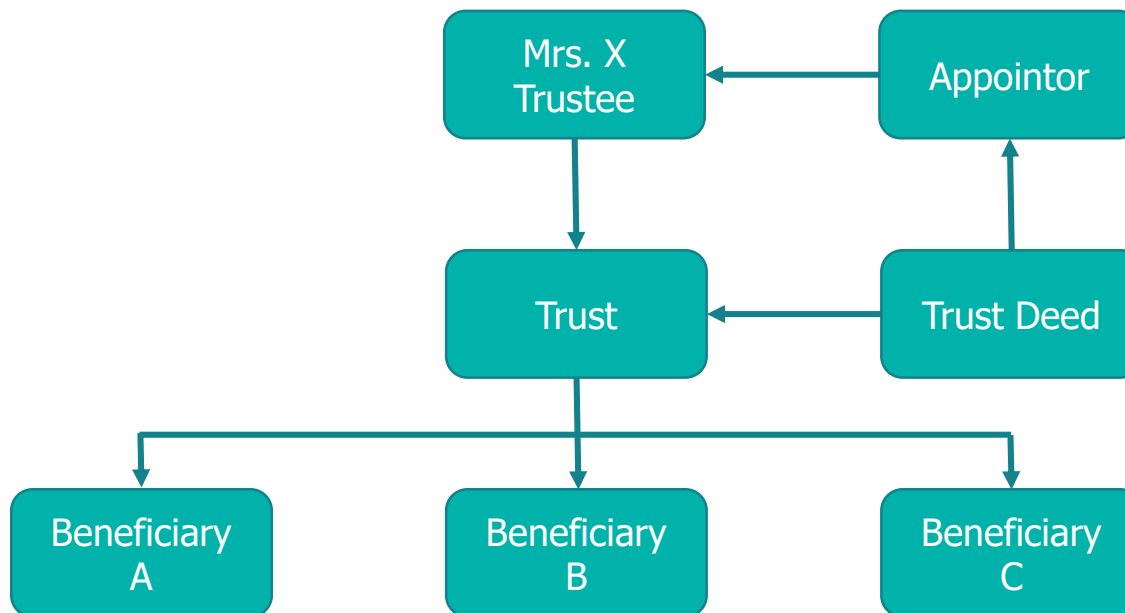 Mrs. X
Trustee
Appointor
Trust
Trust Deed
Beneficiary
A
Beneficiary
B
Beneficiary
C